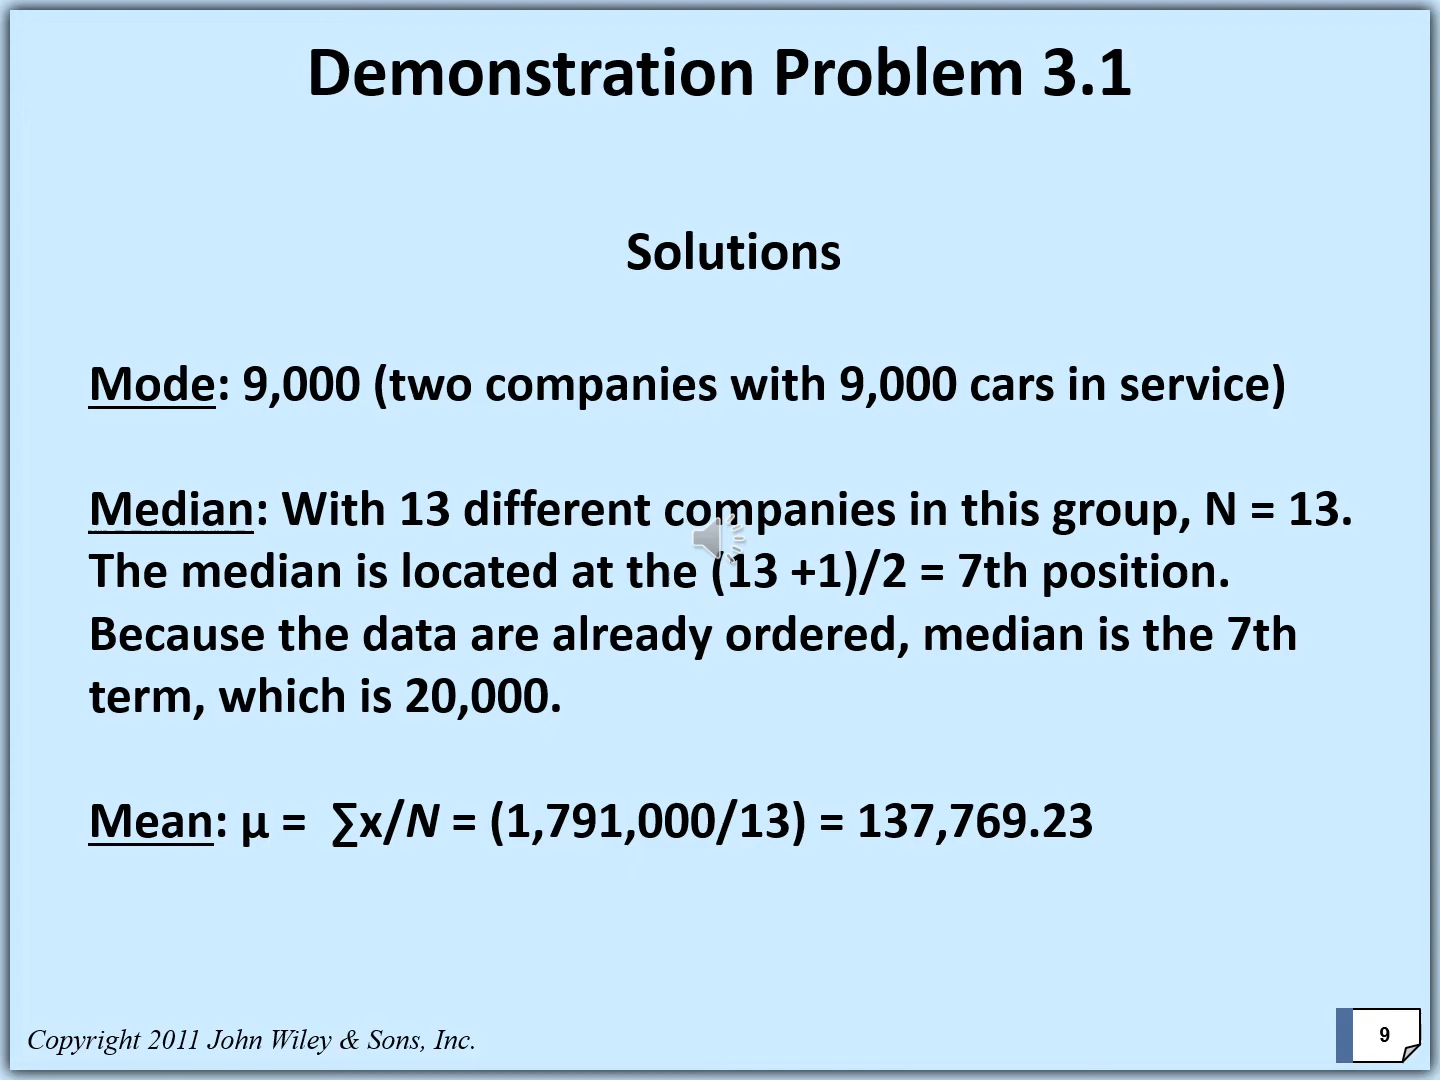 Demonstration Problem 3.1
Solutions
Mode: 9,000 (two companies with 9,000 cars in service)
Median: With 13 different companies in this group, N = 13.
The median is located at the (13 +1)/2 = 7th position.
Because the data are already ordered, median is the 7th
term, which is 20,000.
Mean: μ = ∑x/N = (1,791,000/13) = 137,769.23
Copyright 2011 John Wiley & Sons, Inc.
9